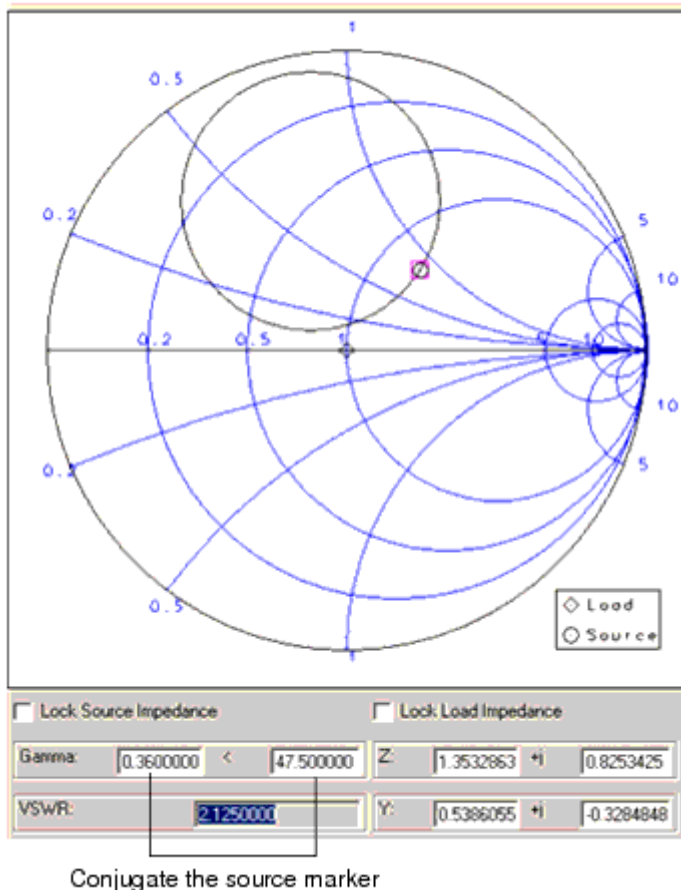 1
0.5
0.2
5
10
0.2 0.5 1 10
10
5
0.5
1
Load
Source
Lock Source Impedance Lock Load Impedance
Gamma: 0.3600000 < 47.500000 Z: 1.3532863 +j 0.8253425
VSWR: 2.1250000 Y: 0.5386055 +j -0.3284848
Conjugate the source marker